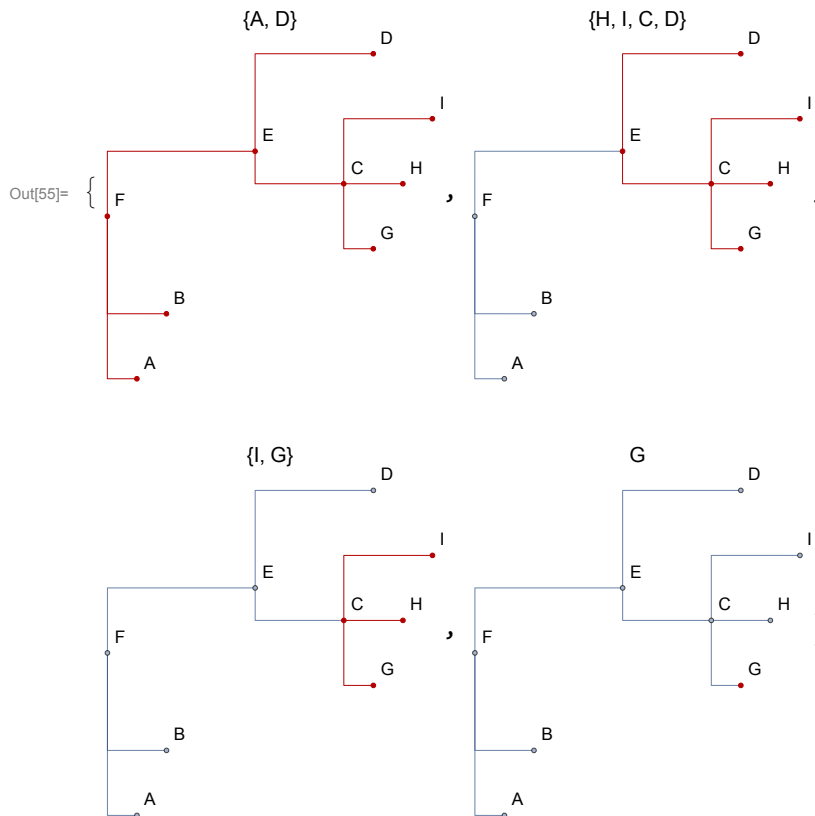 {A, D}
{H, I, C, D}
D
D
I
I
E
E
C
H
C
H
Out[55]= {
F
,
F
,
G
G
B
B
A
A
{I, G}
G
D
D
I
I
E
E
C
H
C
H
F
,
F
G
G
B
B
A
A